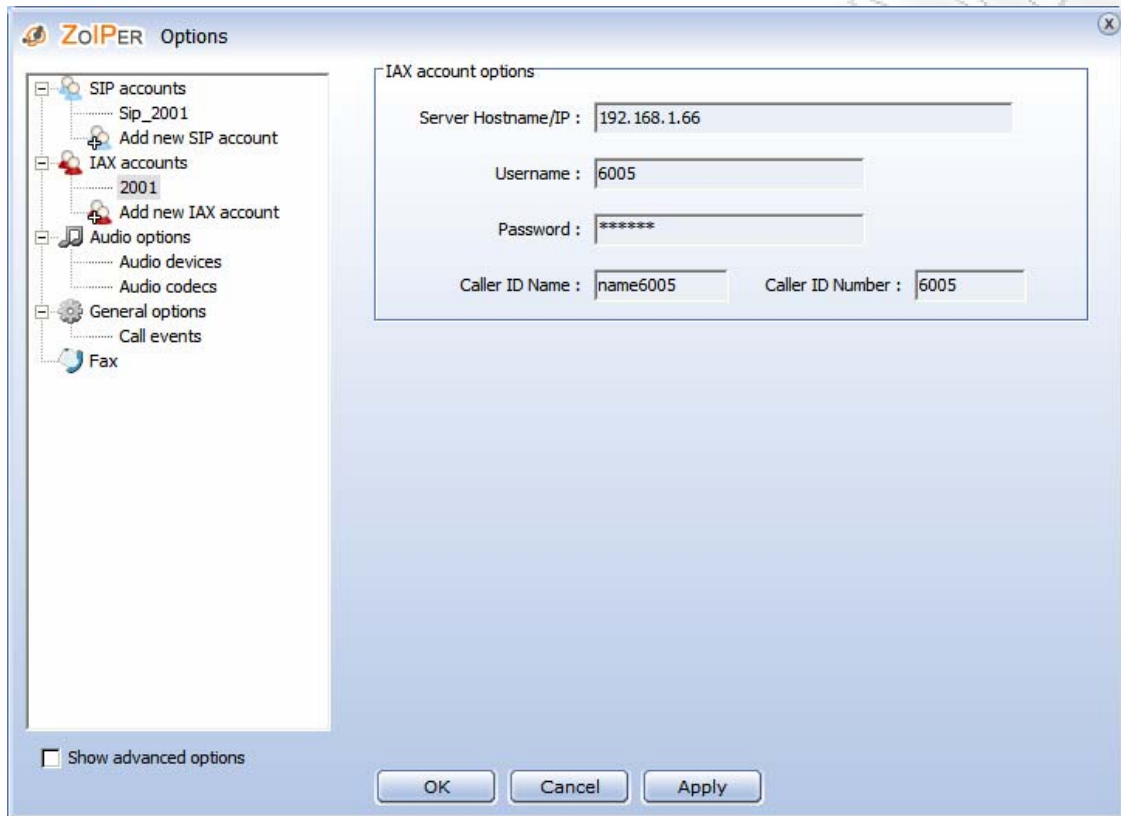 ZOIPER Options
SIP accounts
Sip_2001
Add new SIP account
IAX accounts
2001
Add new IAX account
Audio options
Audio devices
Audio codecs
General options
Call events
Fax
Show advanced options
IAX account options
Server Hostname/IP : 192.168.1.66
Username : 6005
Password : ******
Caller ID Name : name6005 Caller ID Number : 6005
OK Cancel Apply